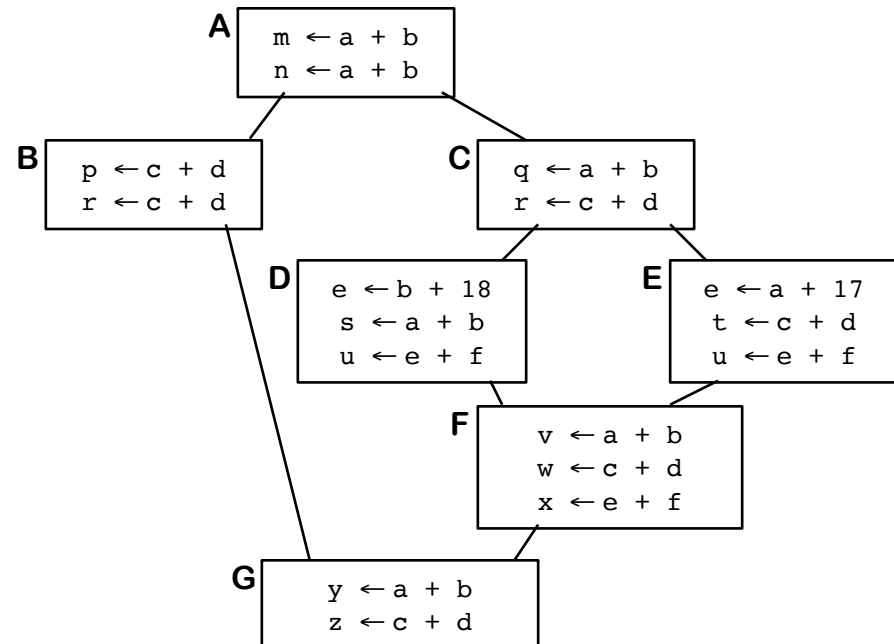 A
m ← a + b
n ← a + b
B
p ← c + d
r ← c + d
C
q ← a + b
r ← c + d
D
e ← b + 18
s ← a + b
u ← e + f
E
e ← a + 17
t ← c + d
u ← e + f
F
v ← a + b
w ← c + d
x ← e + f
G
y ← a + b
z ← c + d